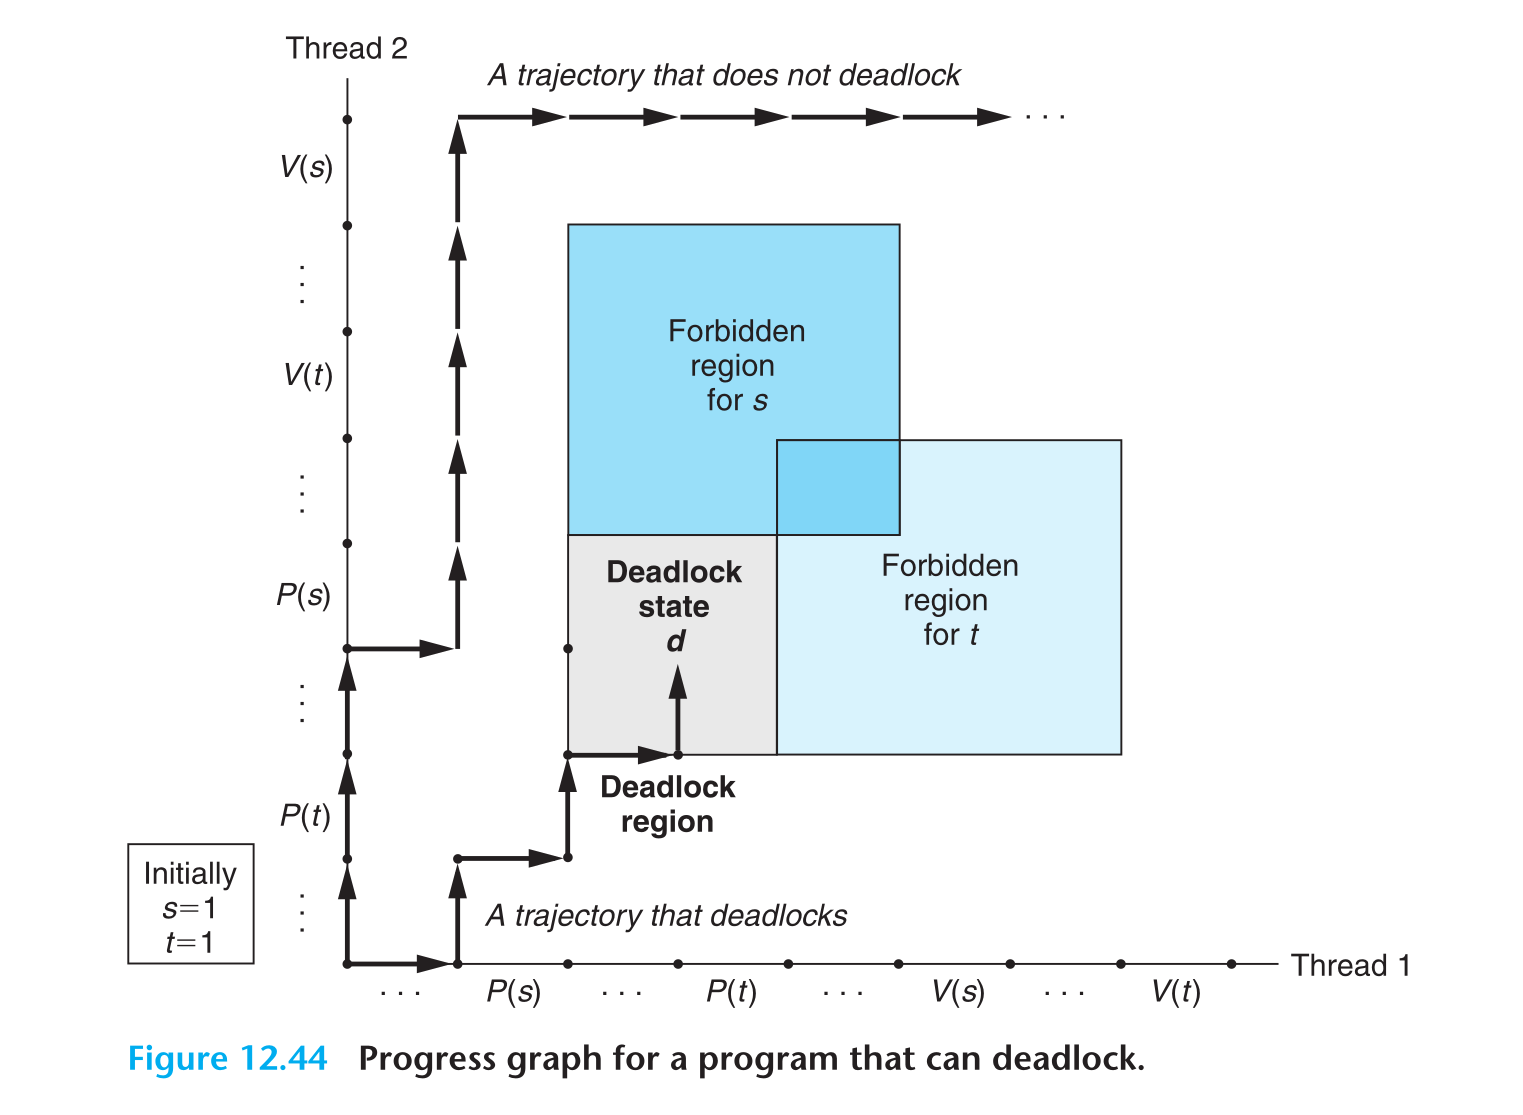 Thread 2
A trajectory that does not deadlock
. . .
V(s)
. . .
Forbidden
region
for s
V(t)
. . .
Forbidden
region
for t
Deadlock
state
d
P(s)
. . .
Deadlock
region
P(t)
Initially
s=1
t=1
. . .
A trajectory that deadlocks
Thread 1
. . . P(s) . . . P(t) . . . V(s) . . . V(t)
Figure 12.44 Progress graph for a program that can deadlock.